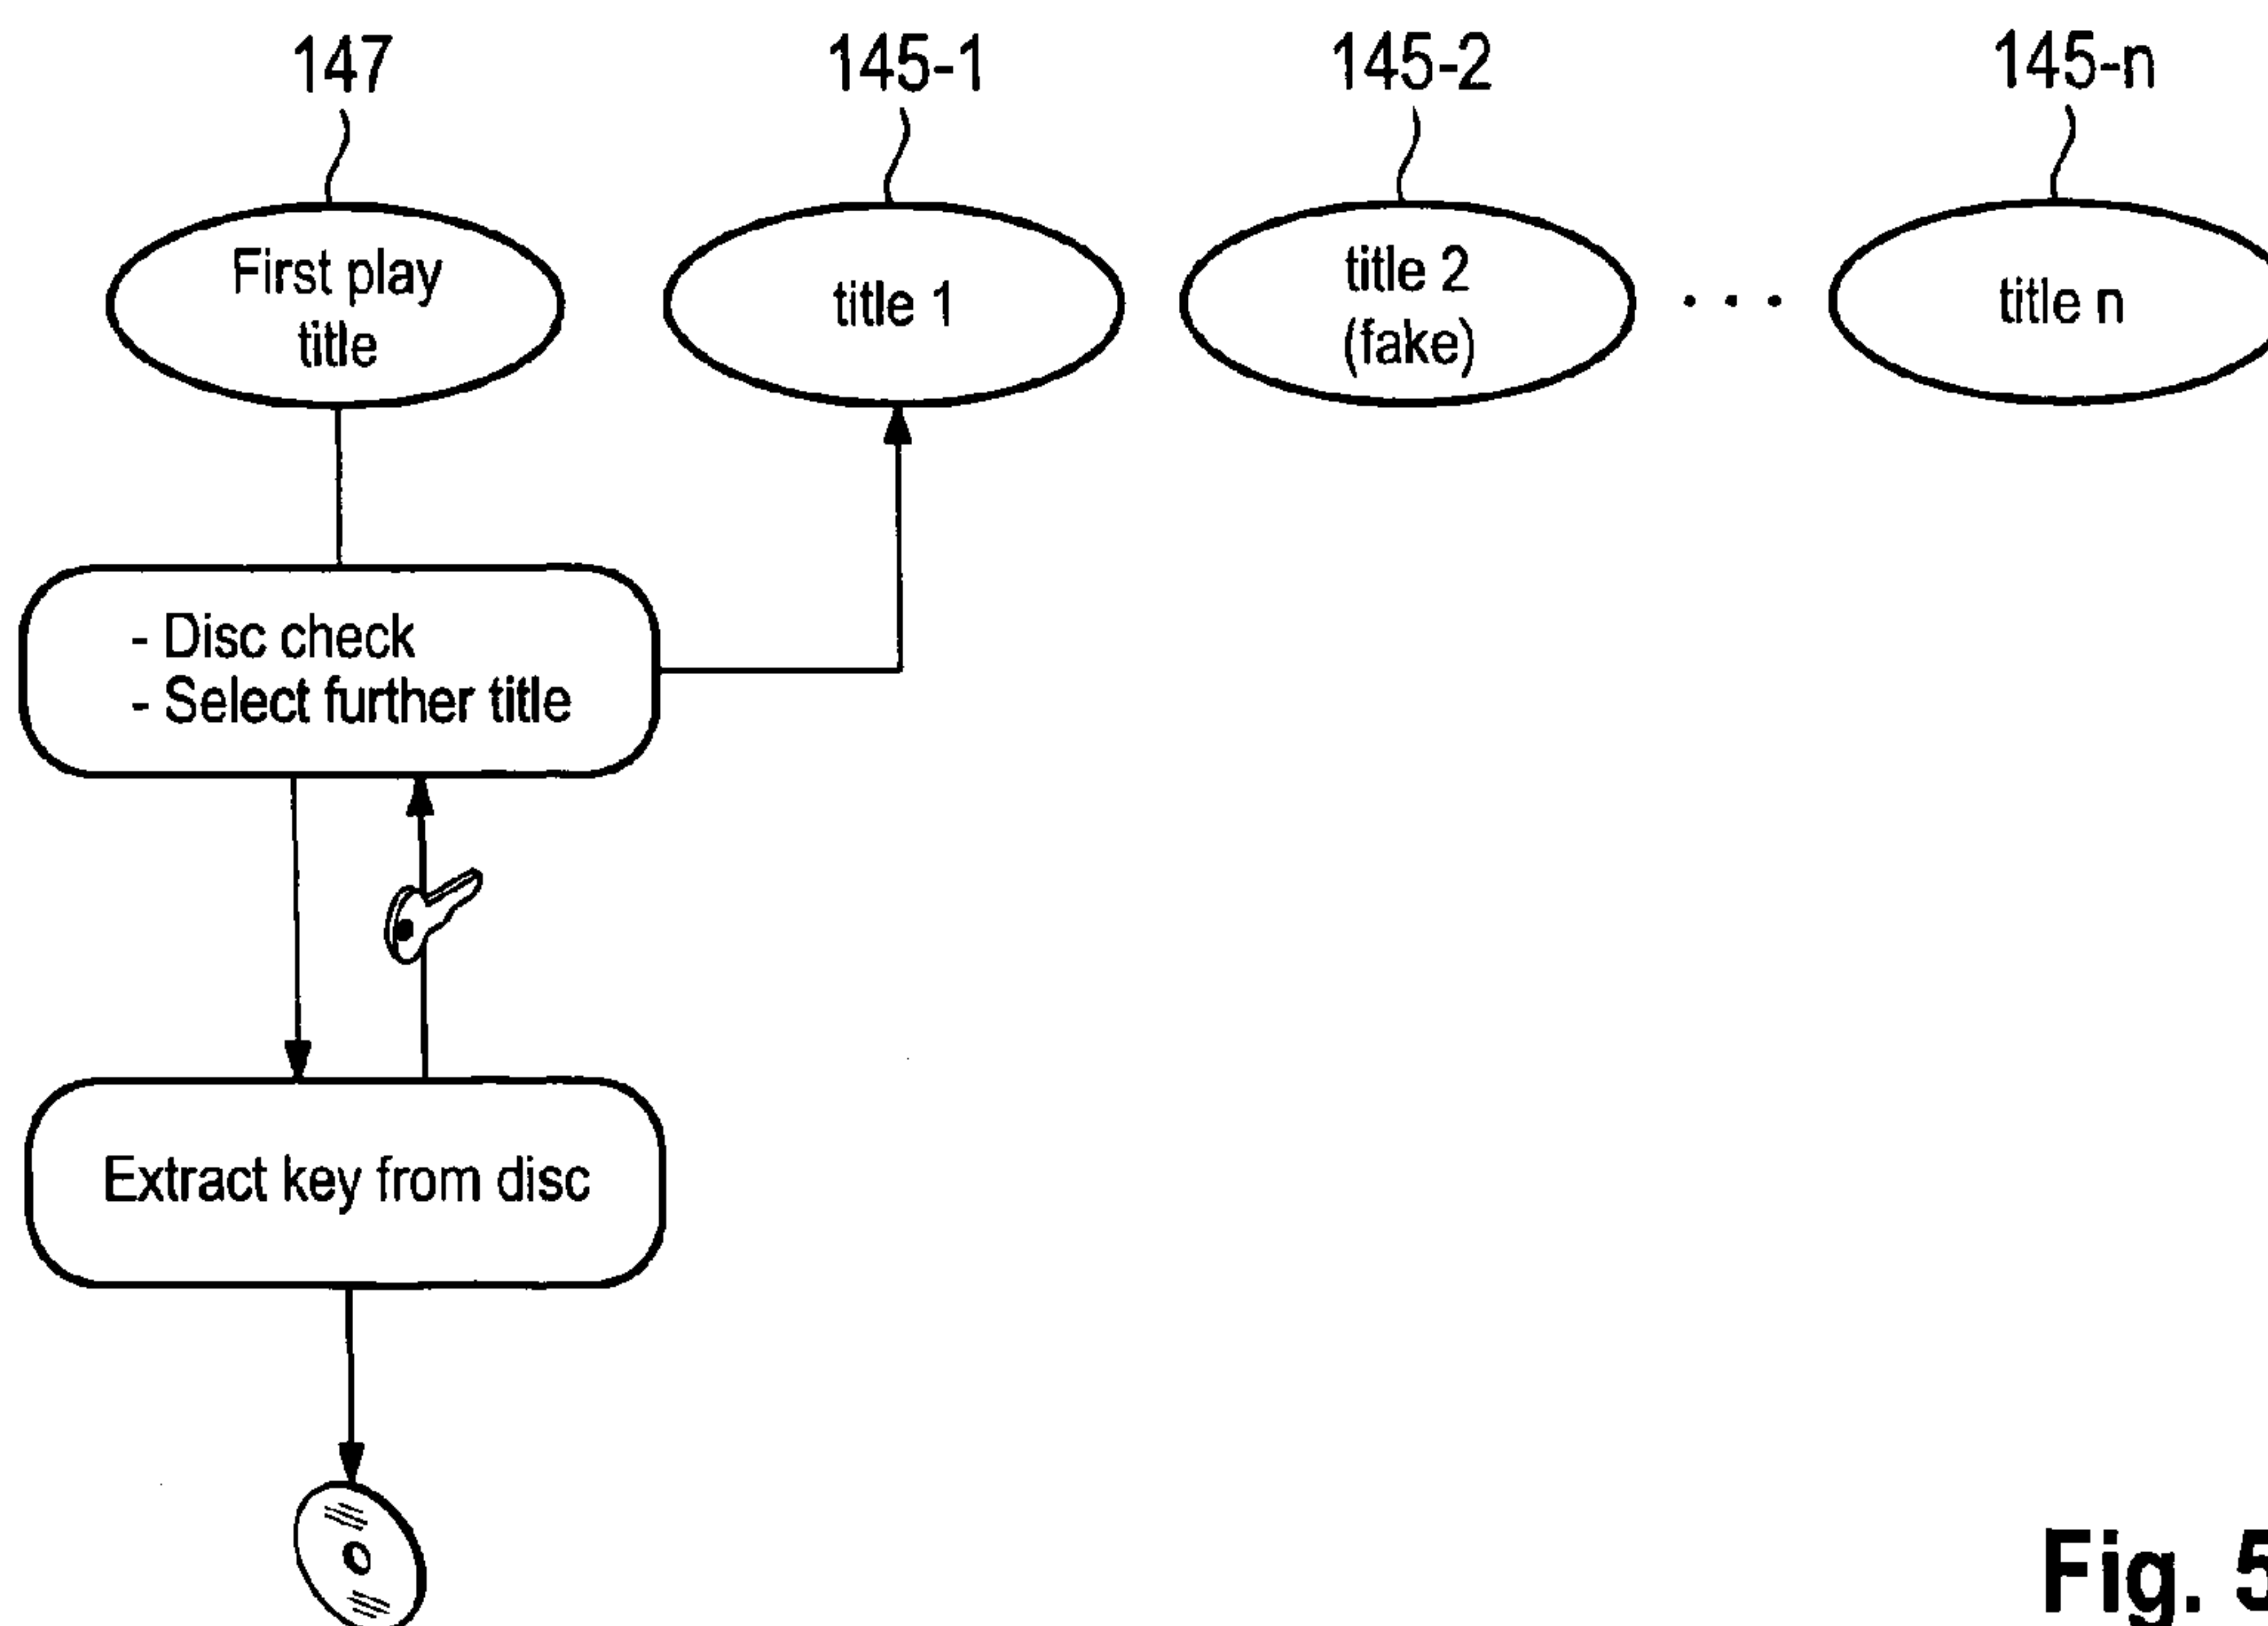 147
145-1
145-2
145-n
First play
title
title 1
title 2
(fake)
title n
- Disc check
- Select further title
Extract key from disc
Fig. 5